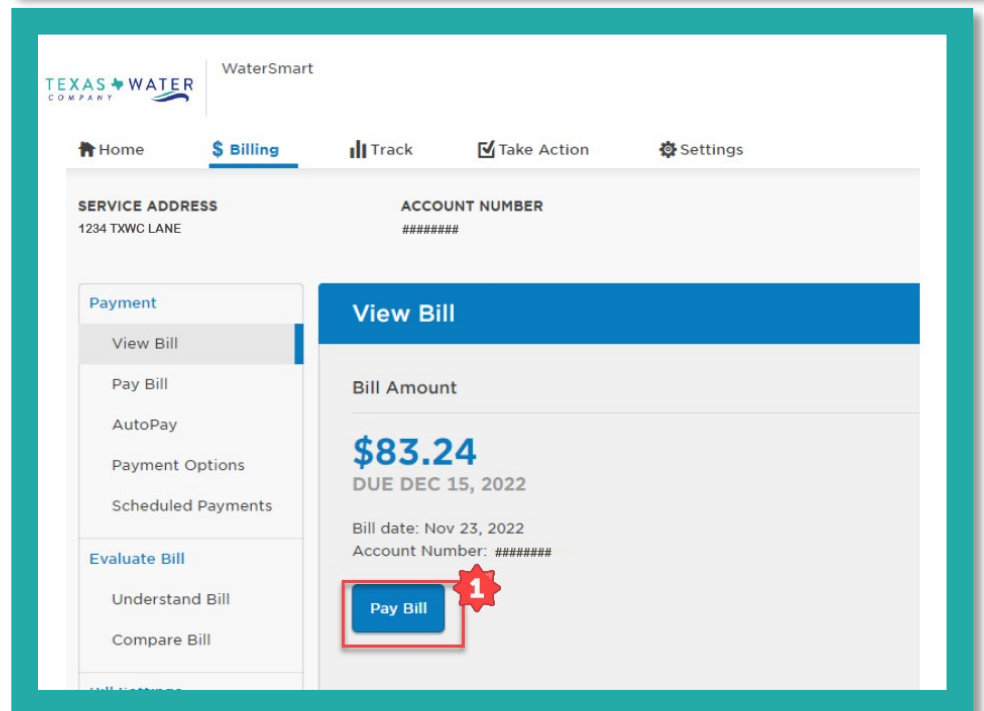 TEXAS WATER
COMPANY
WaterSmart
Home
$ Billing
Track
Take Action
Settings
SERVICE ADDRESS
1234 TXWC LANE
ACCOUNT NUMBER
########
Payment
View Bill
Pay Bill
AutoPay
Payment Options
Scheduled Payments
Evaluate Bill
Understand Bill
Compare Bill
View Bill
Bill Amount
$83.24
DUE DEC 15, 2022
Bill date: Nov 23, 2022
Account Number: ########
Pay Bill
1